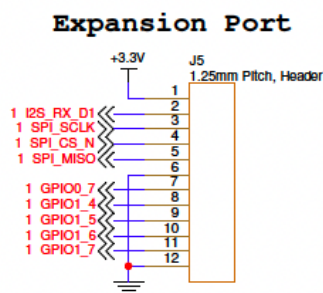 Expansion Port
+3.3V
J5
1.25mm Pitch, Header
1
1 I2S_RX_D1 2
1 SPI_SCLK 3
1 SPI_CS_N 4
1 SPI_MISO 5
6
1 GPIO0_7 7
1 GPIO1_4 8
1 GPIO1_5 9
1 GPIO1_6 10
1 GPIO1_7 11
12